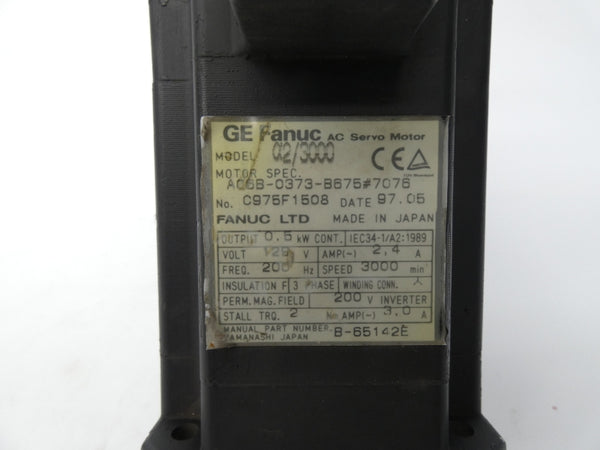 GE Fanuc AC Servo Motor
MODEL α2/3000
MOTOR SPEC.
A06B-0373-B675#7076
No. C975F1508 DATE 97.05
FANUC LTD MADE IN JAPAN
OUTPUT 0.5 kW CONT. IEC34-1/A2:1989
VOLT 129 V AMP(~) 2,4 A
FREQ. 200 Hz SPEED 3000 min⁻¹
INSULATION F 3 PHASE WINDING CONN. 人
PERM. MAG. FIELD 200 V INVERTER
STALL TRQ. 2 Nm AMP(~) 3,0 A
MANUAL PART NUMBER B-65142E
YAMANASHI JAPAN